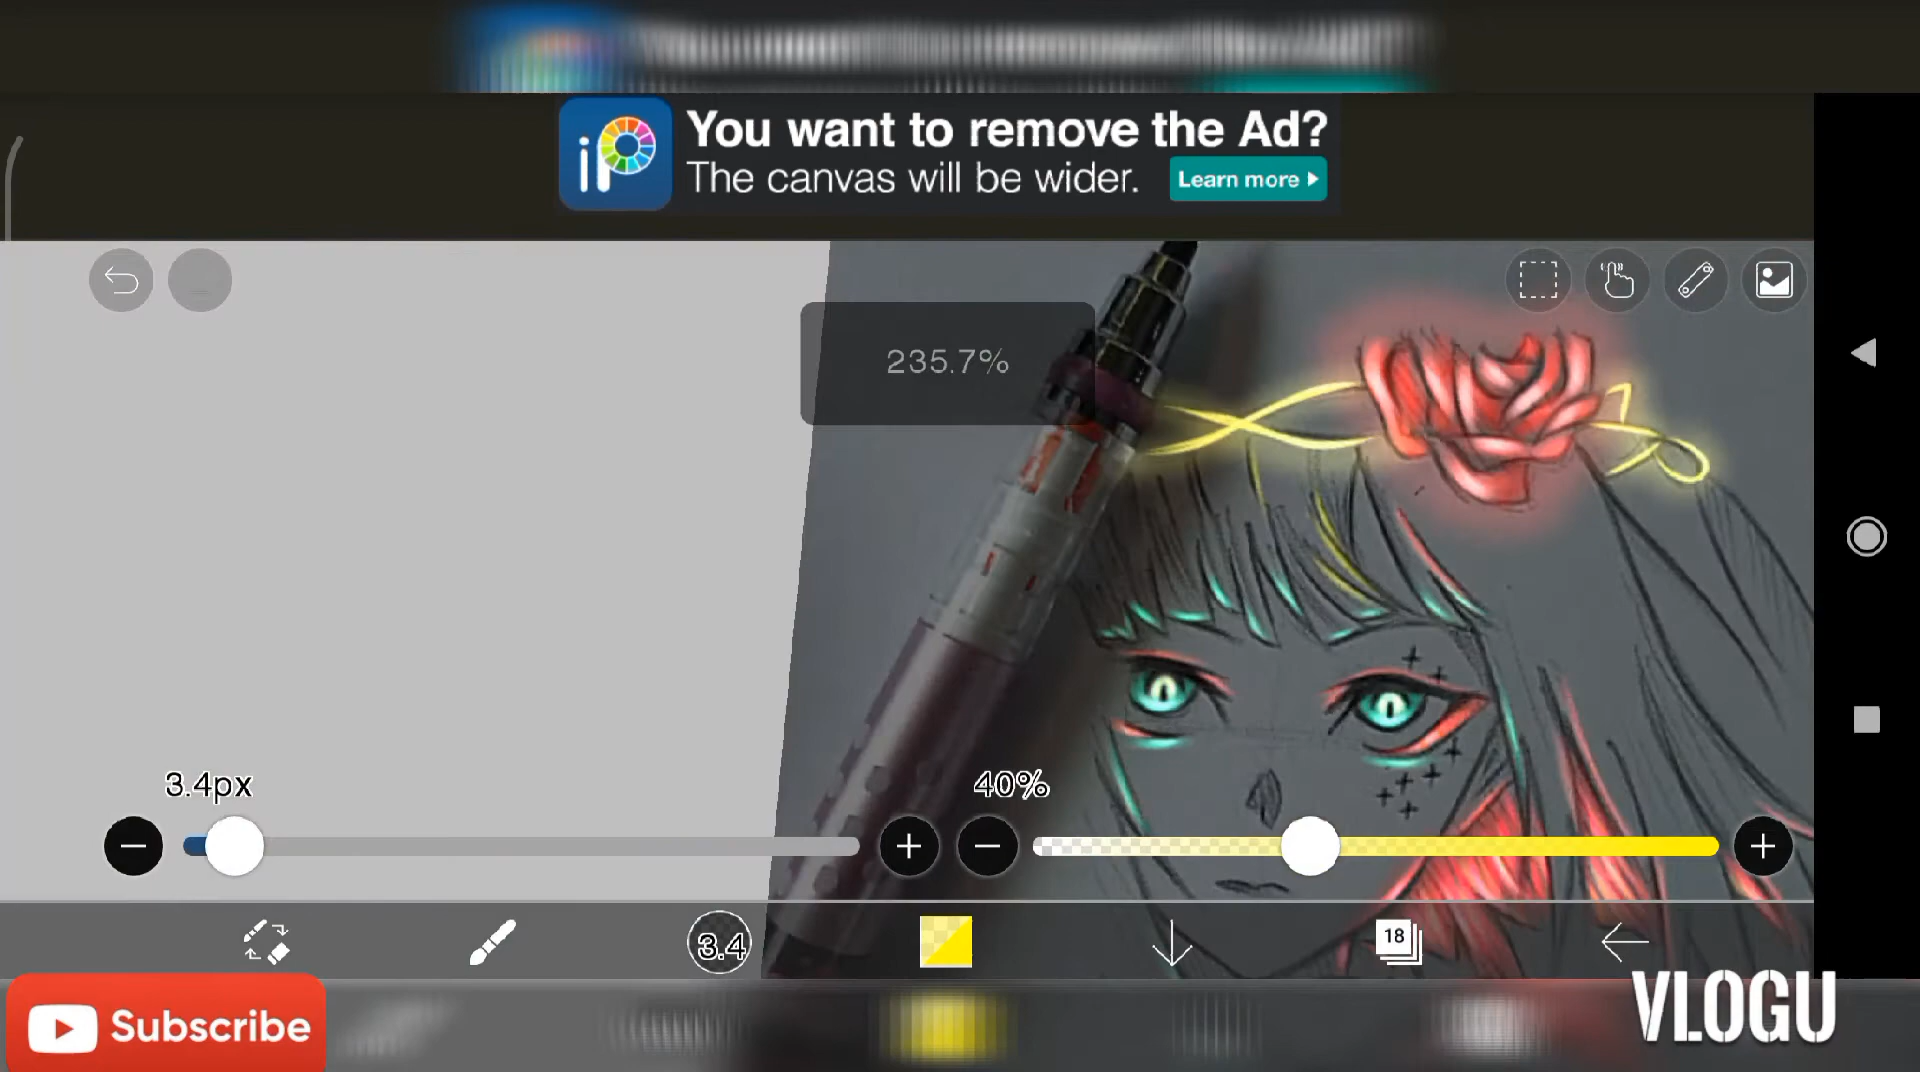 iP
You want to remove the Ad?
The canvas will be wider.
Learn more
235.7%
3.4px
40%
3.4
18
Subscribe
VLOGU